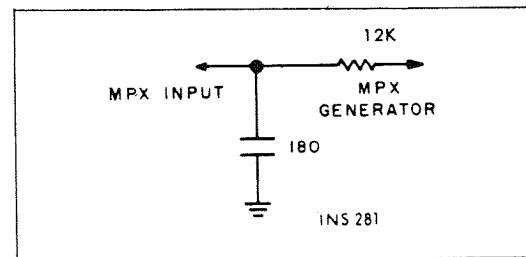 12K
MPX INPUT
MPX
GENERATOR
180
INS 281